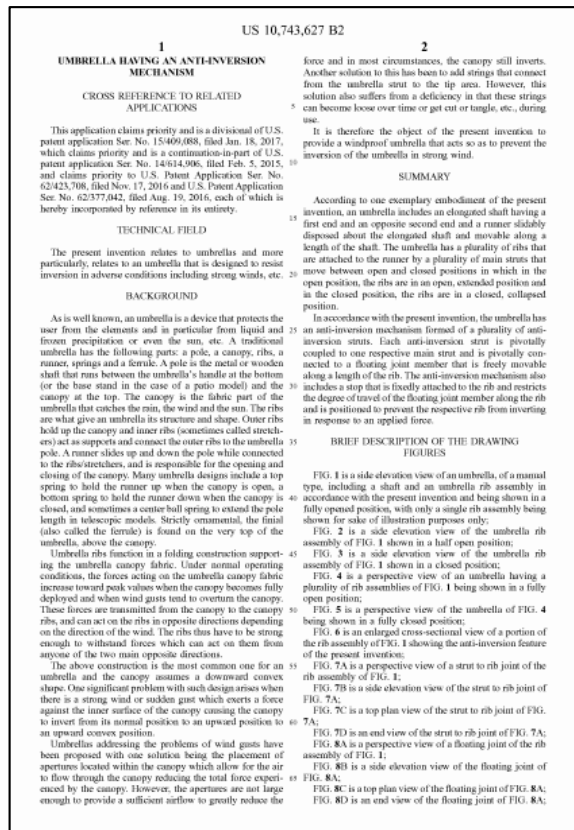 US 10,743,627 B2
1
UMBRELLA HAVING AN ANTI-INVERSION
MECHANISM
CROSS REFERENCE TO RELATED
APPLICATIONS
This application claims priority and is a divisional of U.S.
patent application Ser. No. 15/409,088, filed Jan. 18, 2017,
which claims priority and is a continuation-in-part of U.S.
patent application Ser. No. 14/614,906, filed Feb. 5, 2015,
and claims priority to U.S. Patent Application Ser. No.
62/423,708, filed Nov. 17, 2016 and U.S. Patent Application
Ser. No. 62/377,042, filed Aug. 19, 2016, each of which is
hereby incorporated by reference in its entirety.
TECHNICAL FIELD
The present invention relates to umbrellas and more
particularly, relates to an umbrella that is designed to resist
inversion in adverse conditions including strong winds, etc.
BACKGROUND
As is well known, an umbrella is a device that protects the
user from the elements and in particular from liquid and
frozen precipitation or even the sun, etc. A traditional
umbrella has the following parts: a pole, a canopy, ribs, a
runner, springs and a ferrule. A pole is the metal or wooden
shaft that runs between the umbrella's handle at the bottom
(or the base stand in the case of a patio model) and the
canopy at the top. The canopy is the fabric part of the
umbrella that catches the rain, the wind and the sun. The ribs
are what give an umbrella its structure and shape. Outer ribs
hold up the canopy and inner ribs (sometimes called stretch-
ers) act as supports and connect the outer ribs to the umbrella
pole. A runner slides up and down the pole while connected
to the ribs/stretchers, and is responsible for the opening and
closing of the canopy. Many umbrella designs include a top
spring to hold the runner up when the canopy is open, a
bottom spring to hold the runner down when the canopy is
closed, and sometimes a center ball spring to extend the pole
length in telescopic models. Strictly ornamental, the finial
(also called the ferrule) is found on the very top of the
umbrella, above the canopy.
Umbrella ribs function in a folding construction support-
ing the umbrella canopy fabric. Under normal operating
conditions, the forces acting on the umbrella canopy fabric
increase toward peak values when the canopy becomes fully
deployed and when wind gusts tend to overturn the canopy.
These forces are transmitted from the canopy to the canopy
ribs, and can act on the ribs in opposite directions depending
on the direction of the wind. The ribs thus have to be strong
enough to withstand forces which can act on them from
anyone of the two main opposite directions.
The above construction is the most common one for an
umbrella and the canopy assumes a downward convex
shape. One significant problem with such design arises when
there is a strong wind or sudden gust which exerts a force
against the inner surface of the canopy causing the canopy
to invert from its normal position to an upward position to
an upward convex position.
Umbrellas addressing the problems of wind gusts have
been proposed with one solution being the placement of
apertures located within the canopy which allow for the air
to flow through the canopy reducing the total force experi-
enced by the canopy. However, the apertures are not large
enough to provide a sufficient airflow to greatly reduce the
5
10
15
20
25
30
35
40
45
50
55
60
65
2
force and in most circumstances, the canopy still inverts.
Another solution to this has been to add strings that connect
from the umbrella strut to the tip area. However, this
solution also suffers from a deficiency in that these strings
can become loose over time or get cut or tangle, etc., during
use.
It is therefore the object of the present invention to
provide a windproof umbrella that acts so as to prevent the
inversion of the umbrella in strong wind.
SUMMARY
According to one exemplary embodiment of the present
invention, an umbrella includes an elongated shaft having a
first end and an opposite second end and a runner slidably
disposed about the elongated shaft and movable along a
length of the shaft. The umbrella has a plurality of ribs that
are attached to the runner by a plurality of main struts that
move between open and closed positions in which in the
open position, the ribs are in an open, extended position and
in the closed position, the ribs are in a closed, collapsed
position.
In accordance with the present invention, the umbrella has
an anti-inversion mechanism formed of a plurality of anti-
inversion struts. Each anti-inversion strut is pivotally
coupled to one respective main strut and is pivotally con-
nected to a floating joint member that is freely movable
along a length of the rib. The anti-inversion mechanism also
includes a stop that is fixedly attached to the rib and restricts
the degree of travel of the floating joint member along the rib
and is positioned to prevent the respective rib from inverting
in response to an applied force.
BRIEF DESCRIPTION OF THE DRAWING
FIGURES
FIG. 1 is a side elevation view of an umbrella, of a manual
type, including a shaft and an umbrella rib assembly in
accordance with the present invention and being shown in a
fully opened position, with only a single rib assembly being
being shown for sake of illustration purposes only;
FIG. 2 is a side elevation view of the umbrella rib
assembly of FIG. 1 shown in a half open position;
FIG. 3 is a side elevation view of the umbrella rib
assembly of FIG. 1 shown in a closed position;
FIG. 4 is a perspective view of an umbrella having a
plurality of rib assemblies of FIG. 1 being shown in a fully
open position;
FIG. 5 is a perspective view of the umbrella of FIG. 4
being shown in a fully closed position;
FIG. 6 is an enlarged cross-sectional view of a portion of
the rib assembly of FIG. 1 showing the anti-inversion feature
of the present invention;
FIG. 7A is a perspective view of a strut to rib joint of the
rib assembly of FIG. 1;
FIG. 7B is a side elevation view of the strut to rib joint of
FIG. 7A;
FIG. 7C is a top plan view of the strut to rib joint of FIG.
7A;
FIG. 7D is an end view of the strut to rib joint of FIG. 7A;
FIG. 8A is a perspective view of a floating joint of the rib
assembly of FIG. 1;
FIG. 8B is a side elevation view of the floating joint of
FIG. 8A;
FIG. 8C is a top plan view of the floating joint of FIG. 8A;
FIG. 8D is an end view of the floating joint of FIG. 8A;